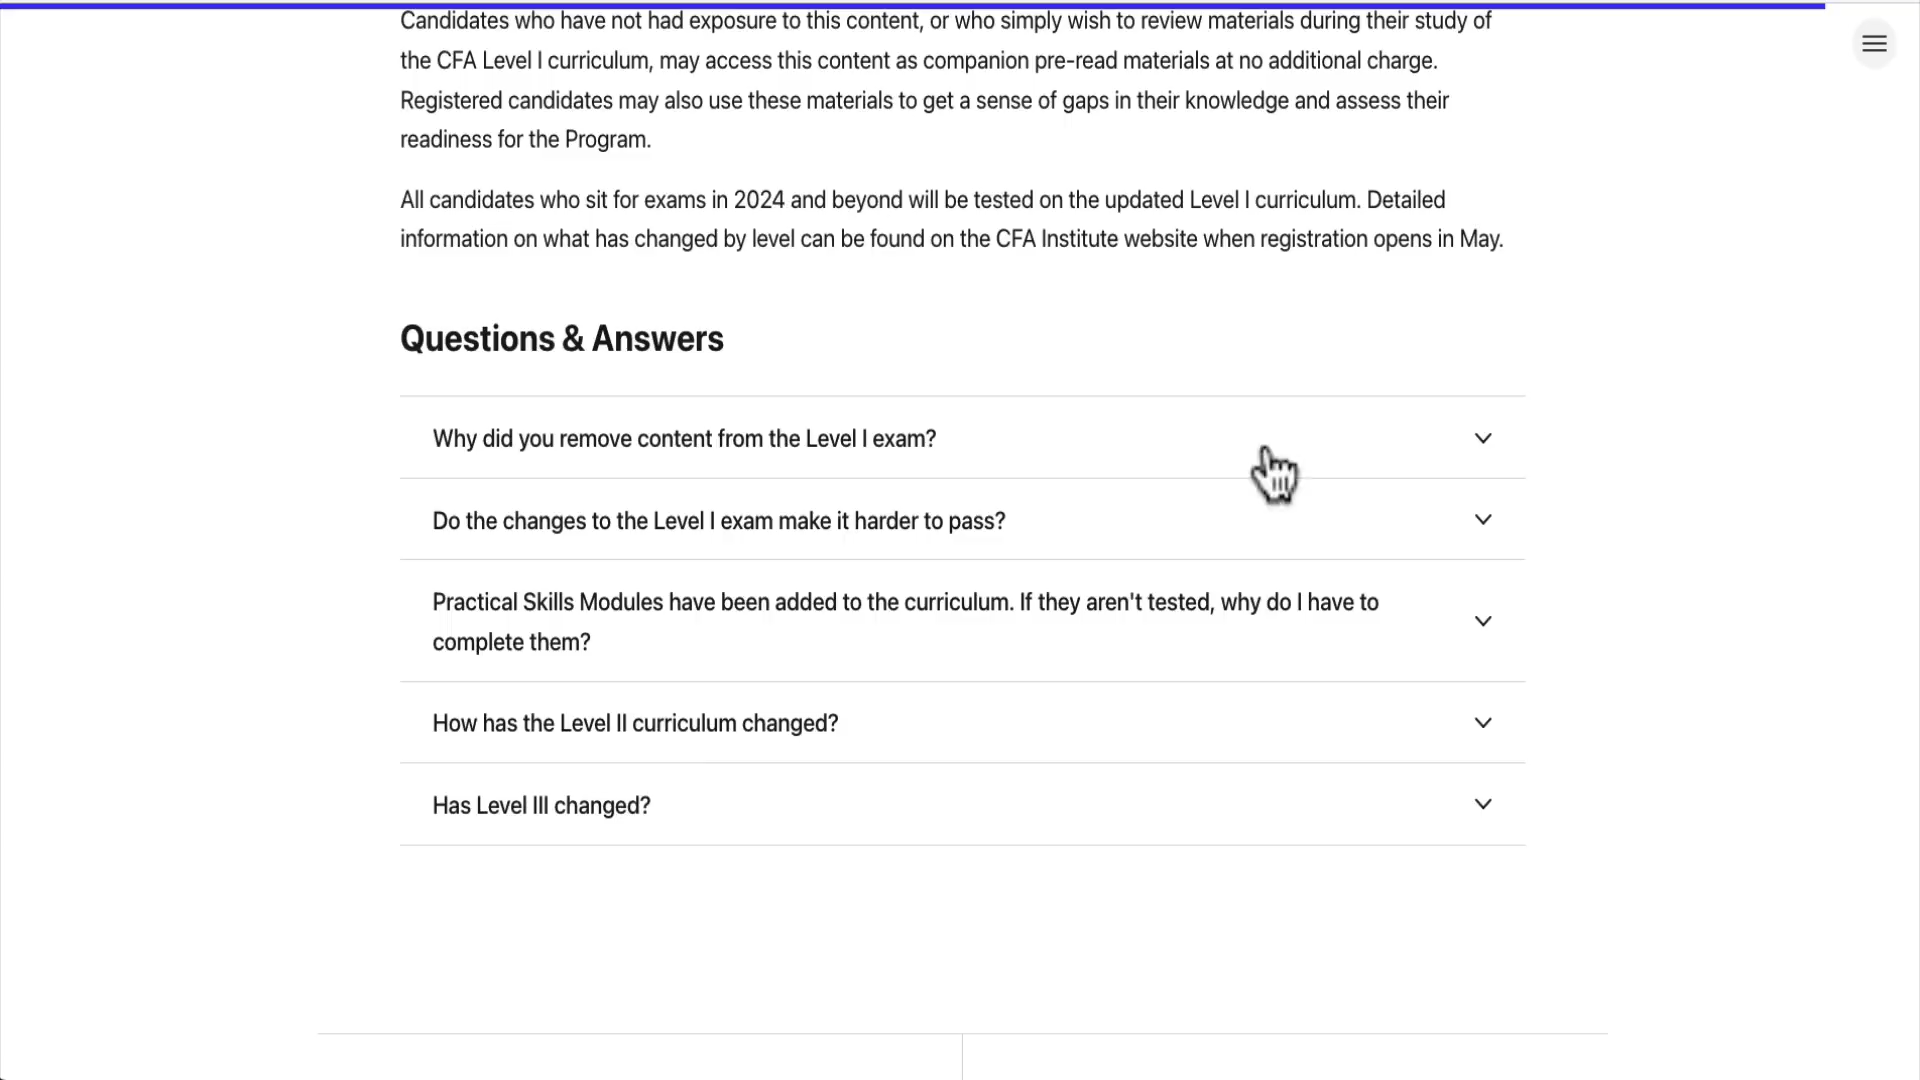 Candidates who have not had exposure to this content, or who simply wish to review materials during their study of
the CFA Level I curriculum, may access this content as companion pre-read materials at no additional charge.
Registered candidates may also use these materials to get a sense of gaps in their knowledge and assess their
readiness for the Program.
All candidates who sit for exams in 2024 and beyond will be tested on the updated Level I curriculum. Detailed
information on what has changed by level can be found on the CFA Institute website when registration opens in May.
Questions & Answers
Why did you remove content from the Level I exam?
Do the changes to the Level I exam make it harder to pass?
Practical Skills Modules have been added to the curriculum. If they aren't tested, why do I have to
complete them?
How has the Level II curriculum changed?
Has Level III changed?